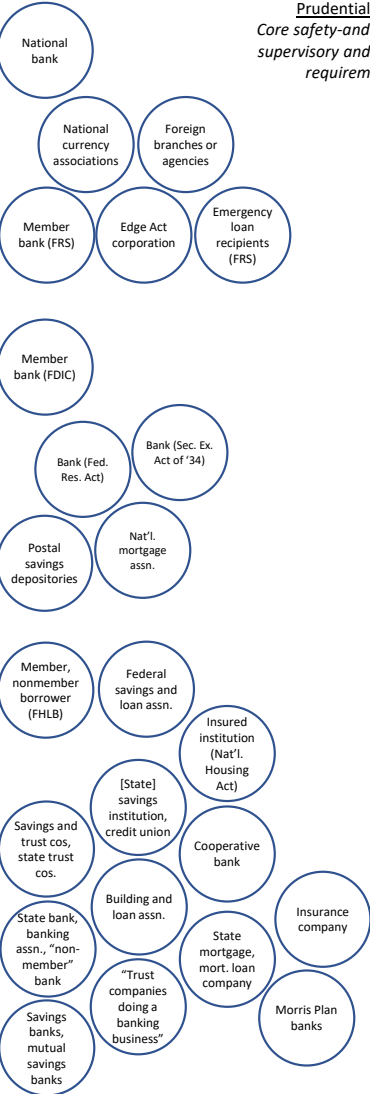 Prudential
Core safety-and
supervisory and
requirem
National
bank
National
currency
associations
Foreign
branches or
agencies
Member
bank (FRS)
Edge Act
corporation
Emergency
loan
recipients
(FRS)
Member
bank (FDIC)
Bank (Fed.
Res. Act)
Bank (Sec. Ex.
Act of ‘34)
Postal
savings
depositories
Nat’l.
mortgage
assn.
Member,
nonmember
borrower
(FHLB)
Federal
savings and
loan assn.
Insured
institution
(Nat’l.
Housing
Act)
[State]
savings
institution,
credit union
Savings and
trust cos,
state trust
cos.
Cooperative
bank
Building and
loan assn.
Insurance
company
State bank,
banking
assn., “non-
member”
bank
State
mortgage,
mort. loan
company
“Trust
companies
doing a
banking
business”
Morris Plan
banks
Savings
banks,
mutual
savings
banks